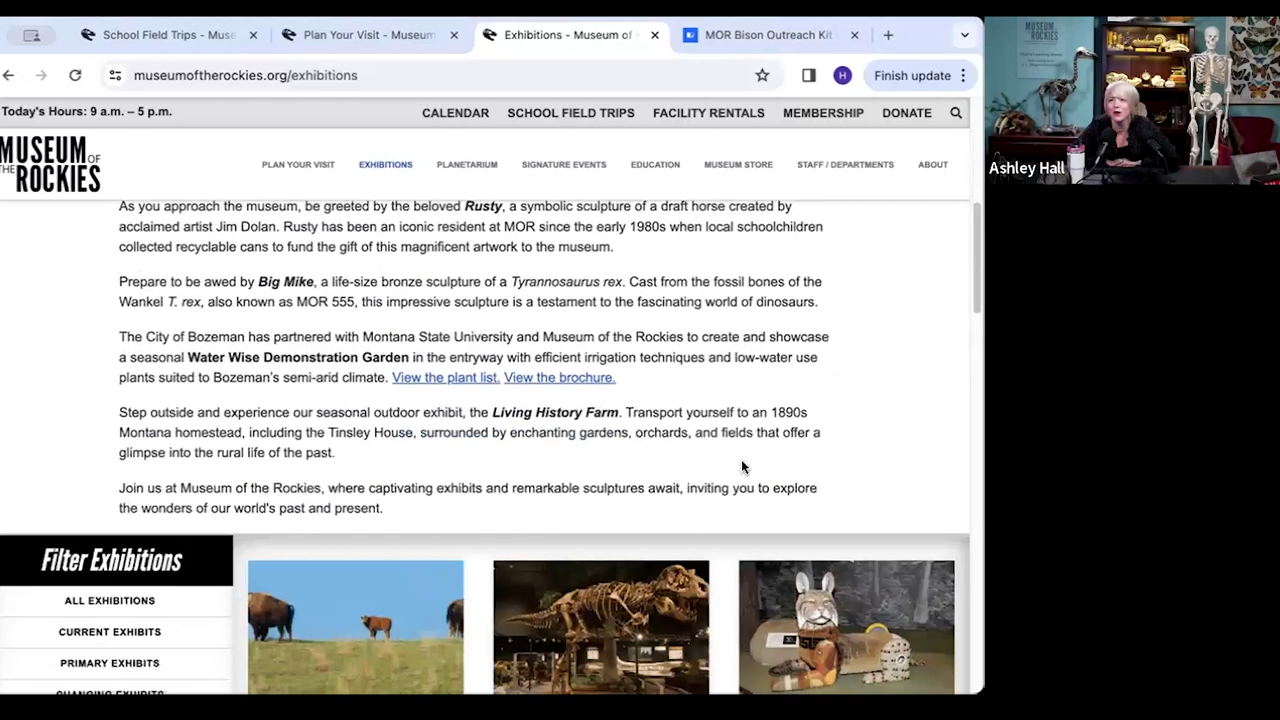 School Field Trips - Muse
Plan Your Visit - Museum
Exhibitions - Museum of
MOR Bison Outreach Kit
museumoftherockies.org/exhibitions
H
Finish update
Today's Hours: 9 a.m. – 5 p.m.
CALENDAR SCHOOL FIELD TRIPS FACILITY RENTALS MEMBERSHIP DONATE
MUSEUM OF
THE ROCKIES
PLAN YOUR VISIT EXHIBITIONS PLANETARIUM SIGNATURE EVENTS EDUCATION MUSEUM STORE STAFF / DEPARTMENTS ABOUT
As you approach the museum, be greeted by the beloved Rusty, a symbolic sculpture of a draft horse created by
acclaimed artist Jim Dolan. Rusty has been an iconic resident at MOR since the early 1980s when local schoolchildren
collected recyclable cans to fund the gift of this magnificent artwork to the museum.
Prepare to be awed by Big Mike, a life-size bronze sculpture of a Tyrannosaurus rex. Cast from the fossil bones of the
Wankel T. rex, also known as MOR 555, this impressive sculpture is a testament to the fascinating world of dinosaurs.
The City of Bozeman has partnered with Montana State University and Museum of the Rockies to create and showcase
a seasonal Water Wise Demonstration Garden in the entryway with efficient irrigation techniques and low-water use
plants suited to Bozeman's semi-arid climate. View the plant list. View the brochure.
Step outside and experience our seasonal outdoor exhibit, the Living History Farm. Transport yourself to an 1890s
Montana homestead, including the Tinsley House, surrounded by enchanting gardens, orchards, and fields that offer a
glimpse into the rural life of the past.
Join us at Museum of the Rockies, where captivating exhibits and remarkable sculptures await, inviting you to explore
the wonders of our world's past and present.
Filter Exhibitions
ALL EXHIBITIONS
CURRENT EXHIBITS
PRIMARY EXHIBITS
CHANGING EXHIBITS
MUSEUM OF
ROCKIES
Ashley Hall